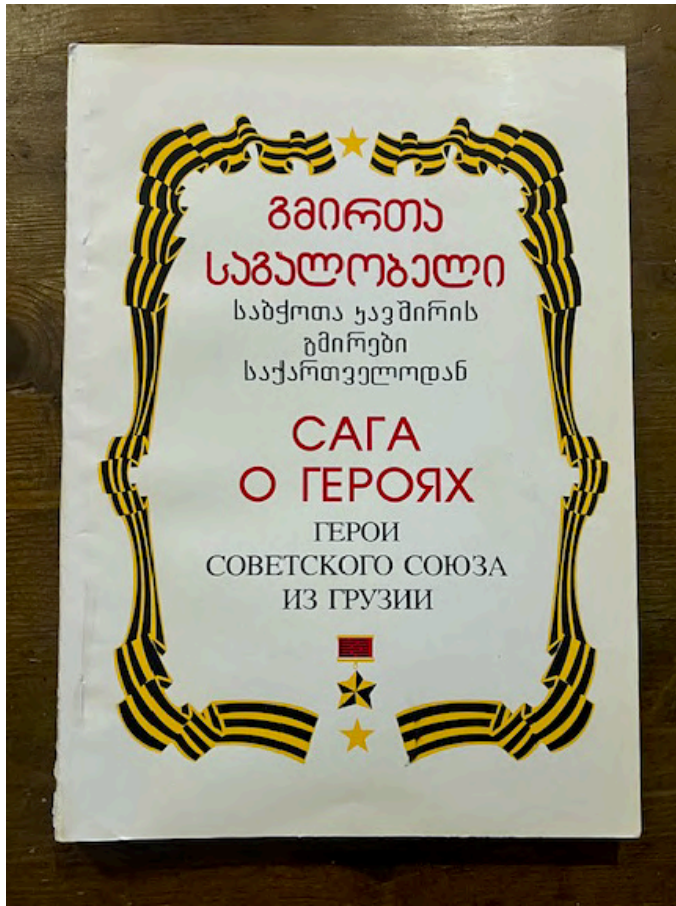 გმირთა
საგალობელი
საბჭოთა კავშირის
გმირები
საქართველოდან
САГА
О ГЕРОЯХ
ГЕРОИ
СОВЕТСКОГО СОЮЗА
ИЗ ГРУЗИИ